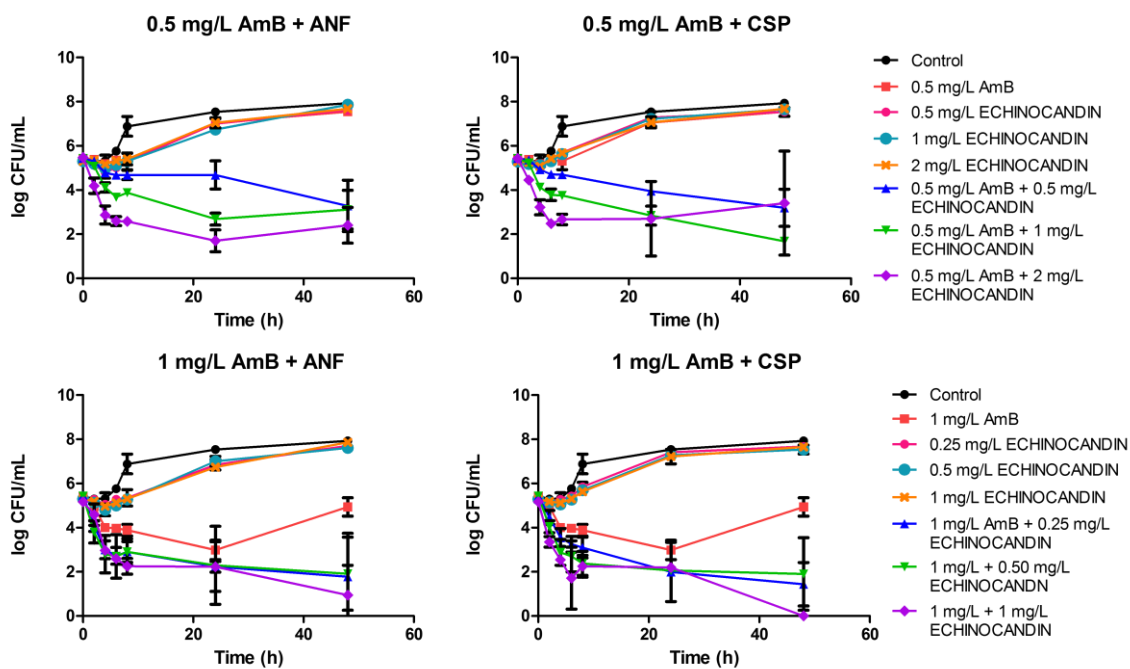 0.5 mg/L AmB + ANF
10
8
6
4
2
0
log CFU/mL
0
20
40
60
Time (h)
0.5 mg/L AmB + CSP
10
8
6
4
2
0
log CFU/mL
0
20
40
60
Time (h)
Control
0.5 mg/L AmB
0.5 mg/L ECHINOCANDIN
1 mg/L ECHINOCANDIN
2 mg/L ECHINOCANDIN
0.5 mg/L AmB + 0.5 mg/L
ECHINOCANDIN
0.5 mg/L AmB + 1 mg/L
ECHINOCANDIN
0.5 mg/L AmB + 2 mg/L
ECHINOCANDIN
1 mg/L AmB + ANF
10
8
6
4
2
0
log CFU/mL
0
20
40
60
Time (h)
1 mg/L AmB + CSP
10
8
6
4
2
0
log CFU/mL
0
20
40
60
Time (h)
Control
1 mg/L AmB
0.25 mg/L ECHINOCANDIN
0.5 mg/L ECHINOCANDIN
1 mg/L ECHINOCANDIN
1 mg/L AmB + 0.25 mg/L
ECHINOCANDIN
1 mg/L + 0.50 mg/L
ECHINOCANDN
1 mg/L + 1 mg/L
ECHINOCANDIN